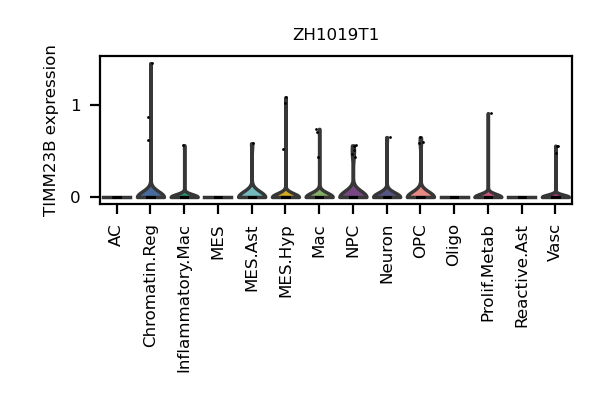 ZH1019T1
TIMM23B expression
1
0
AC
Chromatin.Reg
Inflammatory.Mac
MES
MES.Ast
MES.Hyp
Mac
NPC
Neuron
OPC
Oligo
Prolif.Metab
Reactive.Ast
Vasc